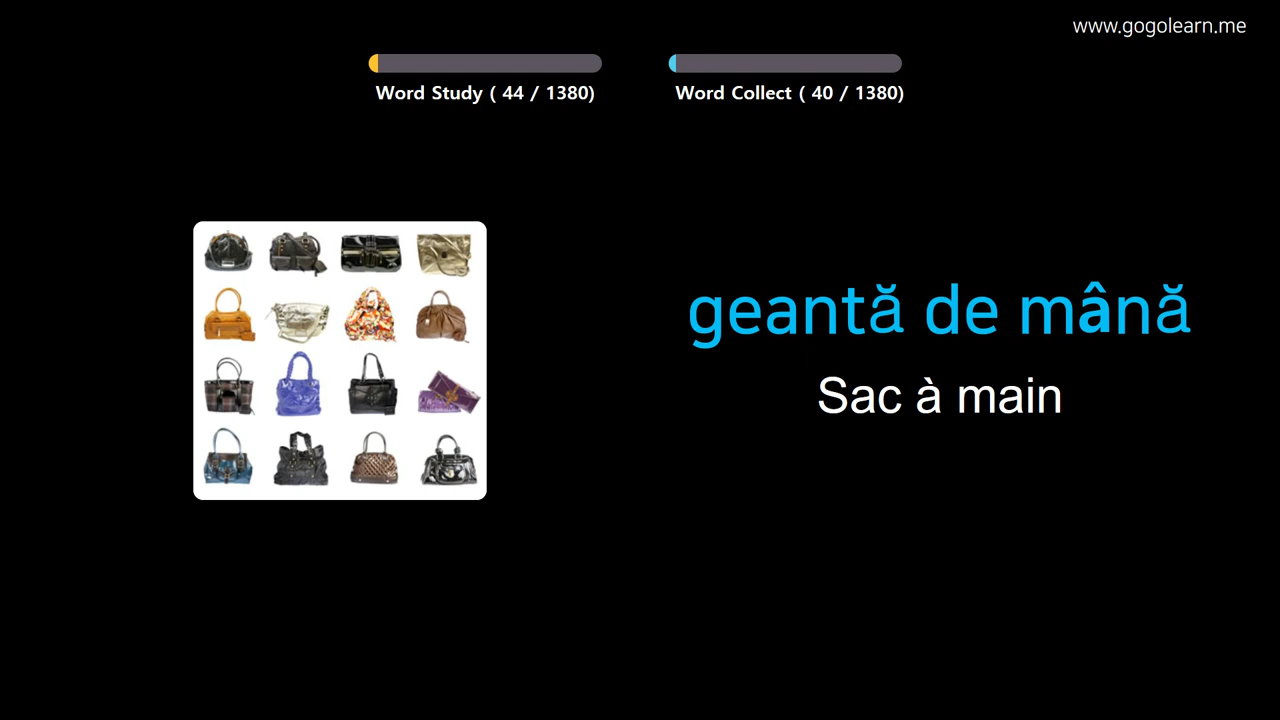 www.gogolearn.me
Word Study ( 44 / 1380)
Word Collect ( 40 / 1380)
geantă de mână
Sac à main